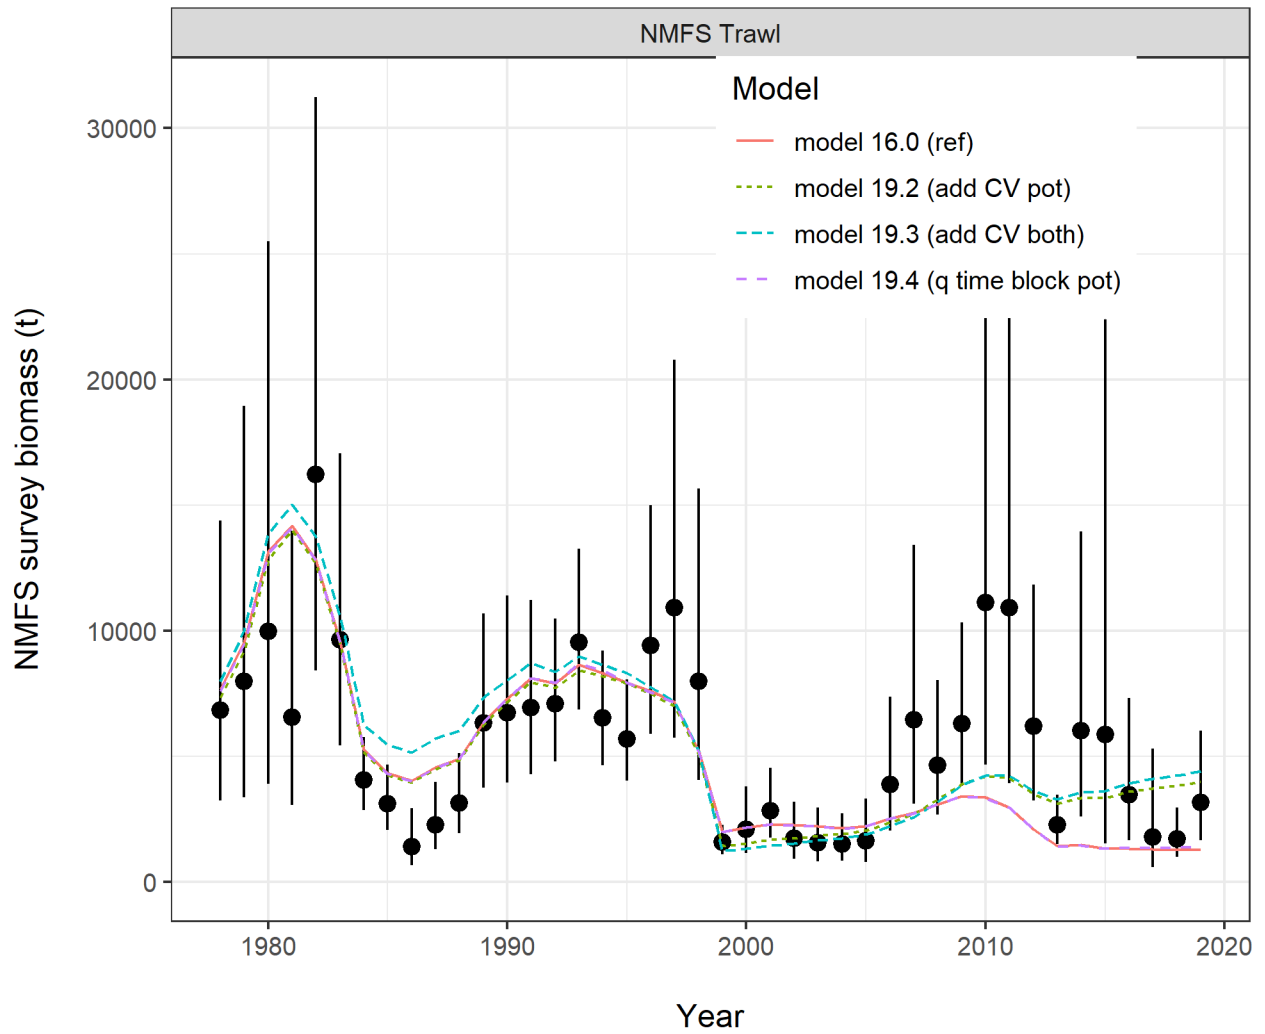 NMFS Trawl
Model
model 16.0 (ref)
model 19.2 (add CV pot)
model 19.3 (add CV both)
model 19.4 (q time block pot)
NMFS survey biomass (t)
30000
20000
10000
0
1980 1990 2000 2010 2020
Year